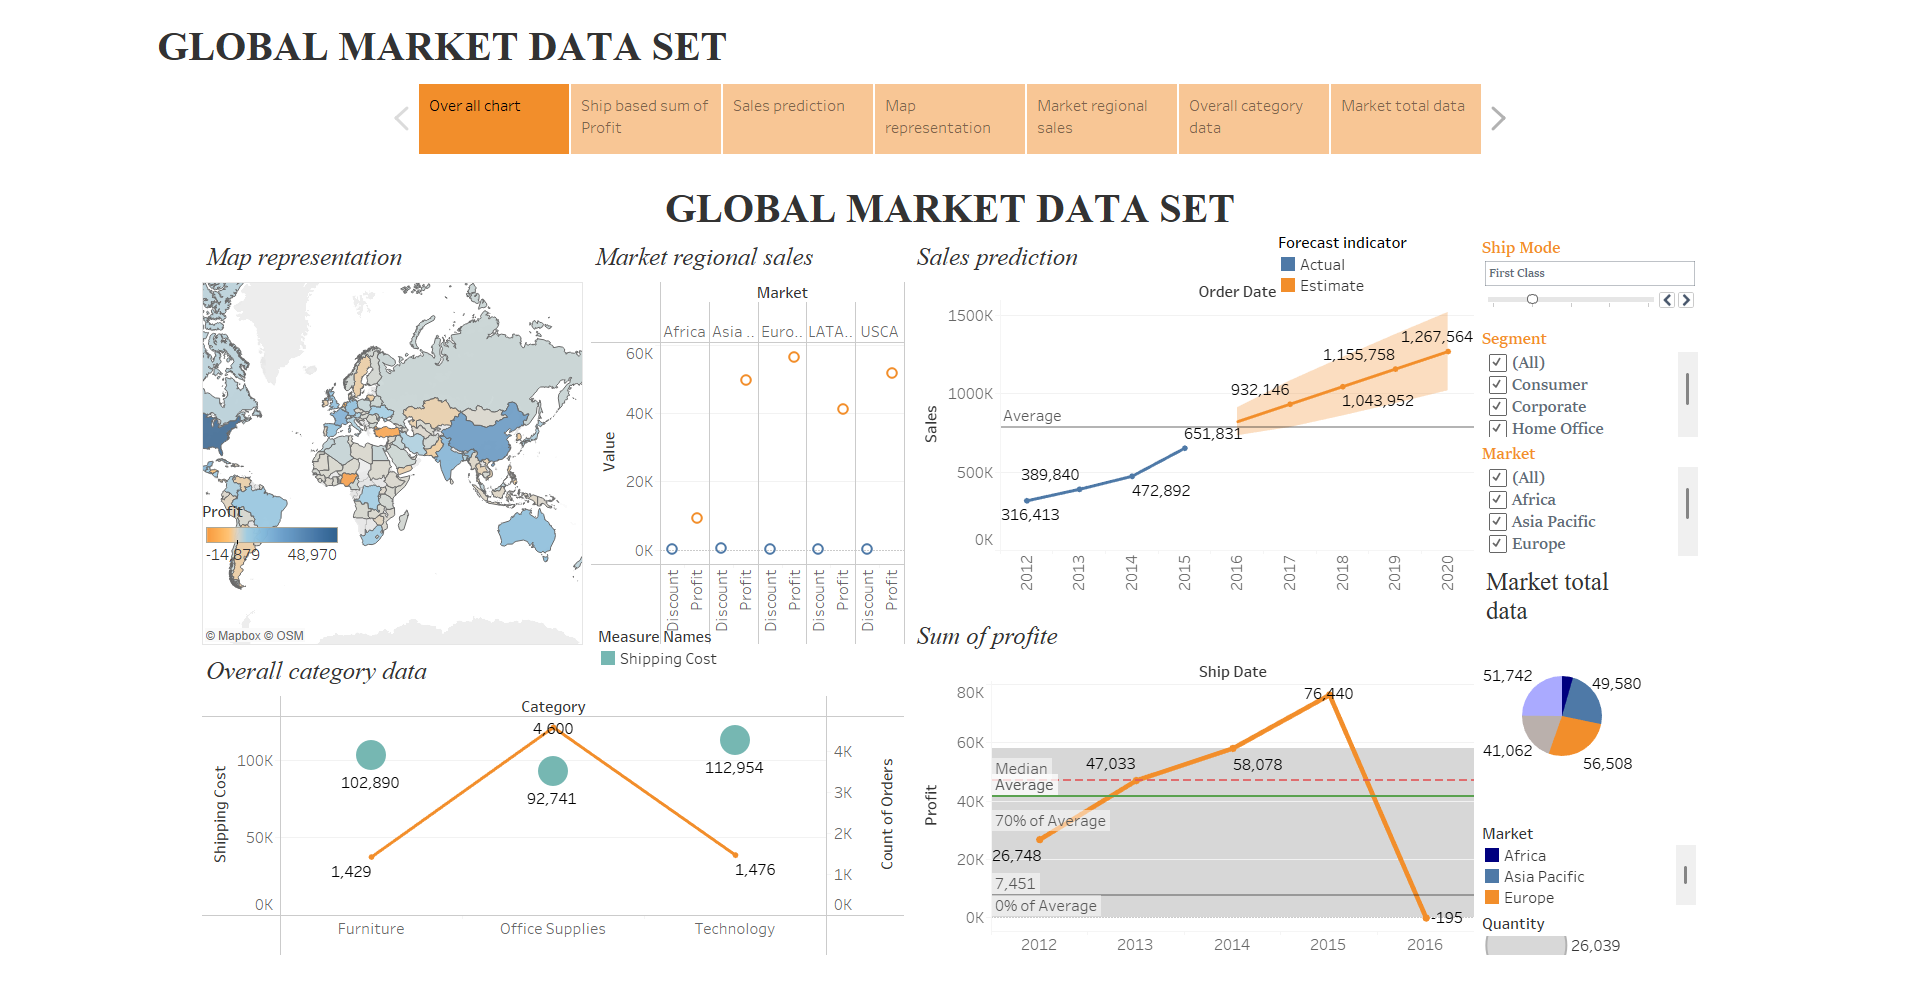 GLOBAL MARKET DATA SET
Over all chart
Ship based sum of
Profit
Sales prediction
Map
representation
Market regional
sales
Overall category
data
Market total data
GLOBAL MARKET DATA SET
Map representation
Profit
-14,879 48,970
© Mapbox © OSM
Market regional sales
Market
Africa Asia .. Euro.. LATA.. USCA
60K
40K
20K
0K
Value
Discount Profit Discount Profit Discount Profit Discount Profit Discount Profit
Measure Names
Shipping Cost
Sales prediction
Forecast indicator
Actual
Estimate
Order Date
1500K
1000K
500K
0K
Sales
Average
316,413
389,840
472,892
651,831
932,146
1,043,952
1,155,758
1,267,564
2012 2013 2014 2015 2016 2017 2018 2019 2020
Ship Mode
First Class
Segment
(All)
Consumer
Corporate
Home Office
Market
(All)
Africa
Asia Pacific
Europe
Overall category data
Category
Shipping Cost
100K
50K
0K
102,890
92,741
112,954
1,429
4,600
1,476
4K
3K
2K
1K
0K
Count of Orders
Furniture Office Supplies Technology
Sum of profite
Ship Date
80K
60K
40K
20K
0K
Profit
Median
Average
70% of Average
7,451
0% of Average
26,748
47,033
58,078
76,440
-195
2012 2013 2014 2015 2016
Market total
data
51,742
49,580
41,062
56,508
Market
Africa
Asia Pacific
Europe
Quantity
26,039